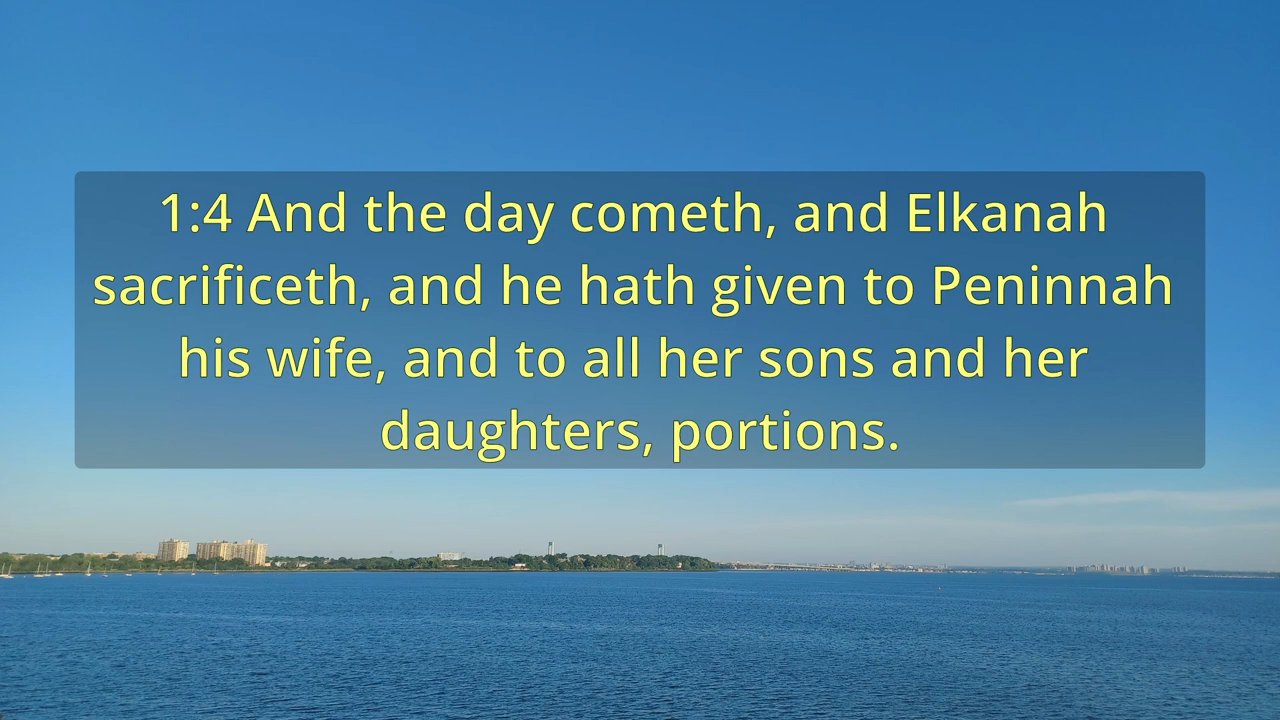 1:4 And the day cometh, and Elkanah
sacrificeth, and he hath given to Peninnah
his wife, and to all her sons and her
daughters, portions.